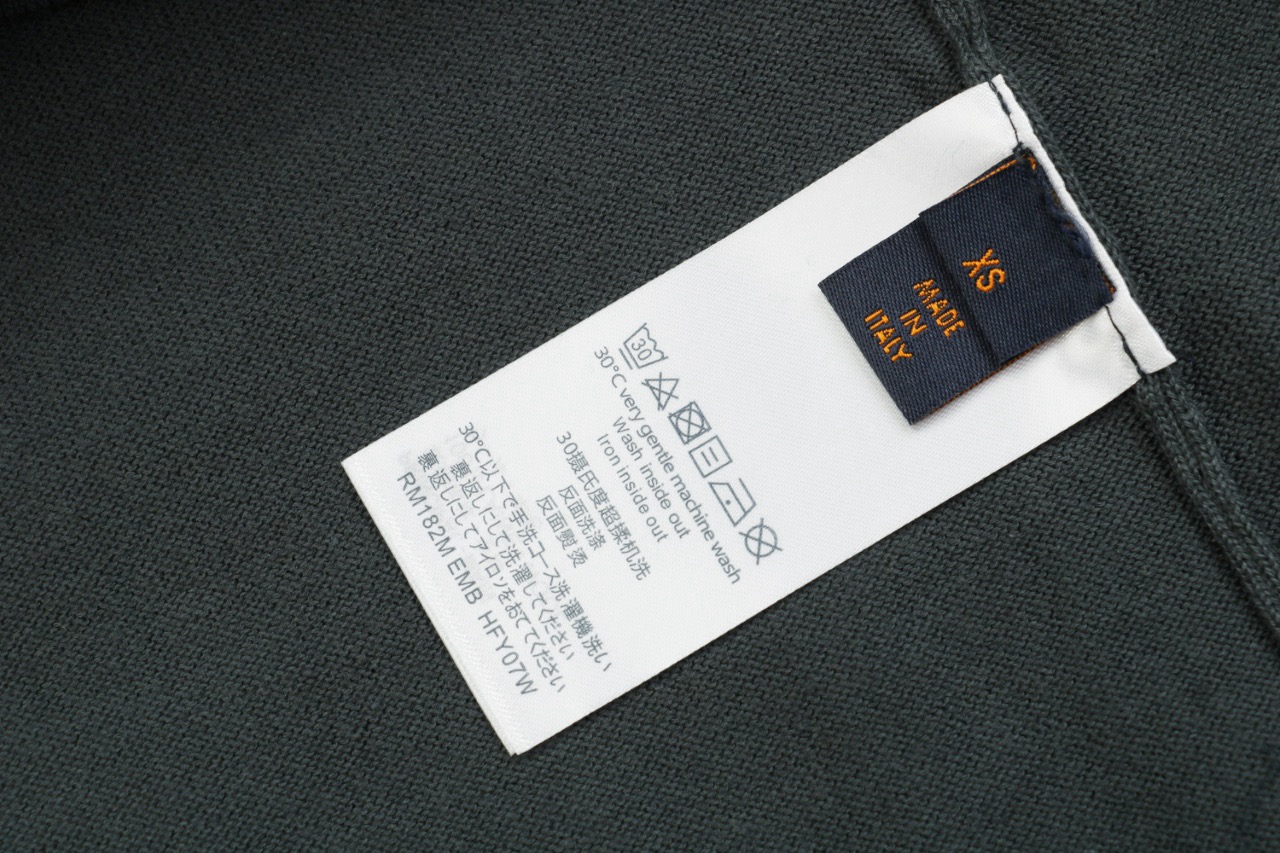 XS
MADE
IN
ITALY
30
30°C very gentle machine wash
Wash inside out
Iron inside out
30摄氏度超揉机洗
反面洗涤
反面熨烫
30℃以下で手洗コース洗濯機洗い
裏返しにして洗濯してください
裏返しにしてアイロンをおててください
RM182M EMB HFY07W